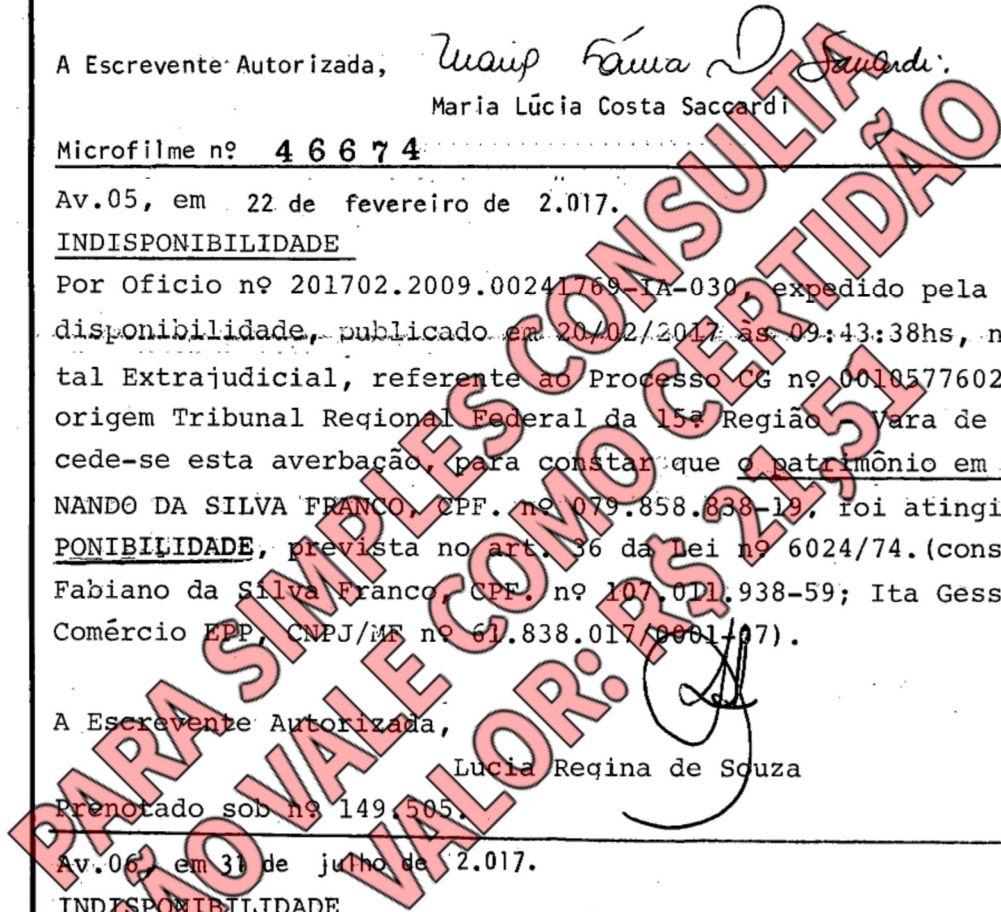 A Escrevente Autorizada,
Maria Lúcia Costa Saccardi
Microfilme nº 46674
Av.05, em 22 de fevereiro de 2.017.
INDISPONIBILIDADE
Por Oficio nº 201702.2009.00241769-IA-030, expedido pela
disponibilidade, publicado em 20/02/2017 às 09:43:38hs, n
tal Extrajudicial, referente ao Processo CG nº 0010577602
origem Tribunal Regional Federal da 15ª Região - Vara de
cede-se esta averbação, para constar que o patrimônio em
NANDO DA SILVA FRANCO, CPF. nº 079.858.838-19, foi atingi
PONIBILIDADE, prevista no art. 36 da Lei nº 6024/74.(cons
Fabiano da Silva Franco, CPF. nº 107.011.938-59; Ita Gess
Comércio EPP, CNPJ/MF nº 61.838.017/0001-07).
A Escrevente Autorizada,
Lucia Regina de Souza
Prenotado sob nº 149.505.
Av.06, em 31 de julho de 2.017.
INDISPONIBILIDADE
PARA SIMPLES CONSULTA
ÃO VALE COMO CERTIDÃO
VALOR: R$ 21,51